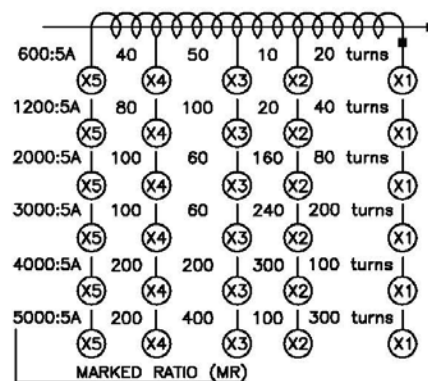 600:5A 40 50 10 20 turns
X5 X4 X3 X2 X1
1200:5A 80 100 20 40 turns
X5 X4 X3 X2 X1
2000:5A 100 60 160 80 turns
X5 X4 X3 X2 X1
3000:5A 100 60 240 200 turns
X5 X4 X3 X2 X1
4000:5A 200 200 300 100 turns
X5 X4 X3 X2 X1
5000:5A 200 400 100 300 turns
X5 X4 X3 X2 X1
MARKED RATIO (MR)